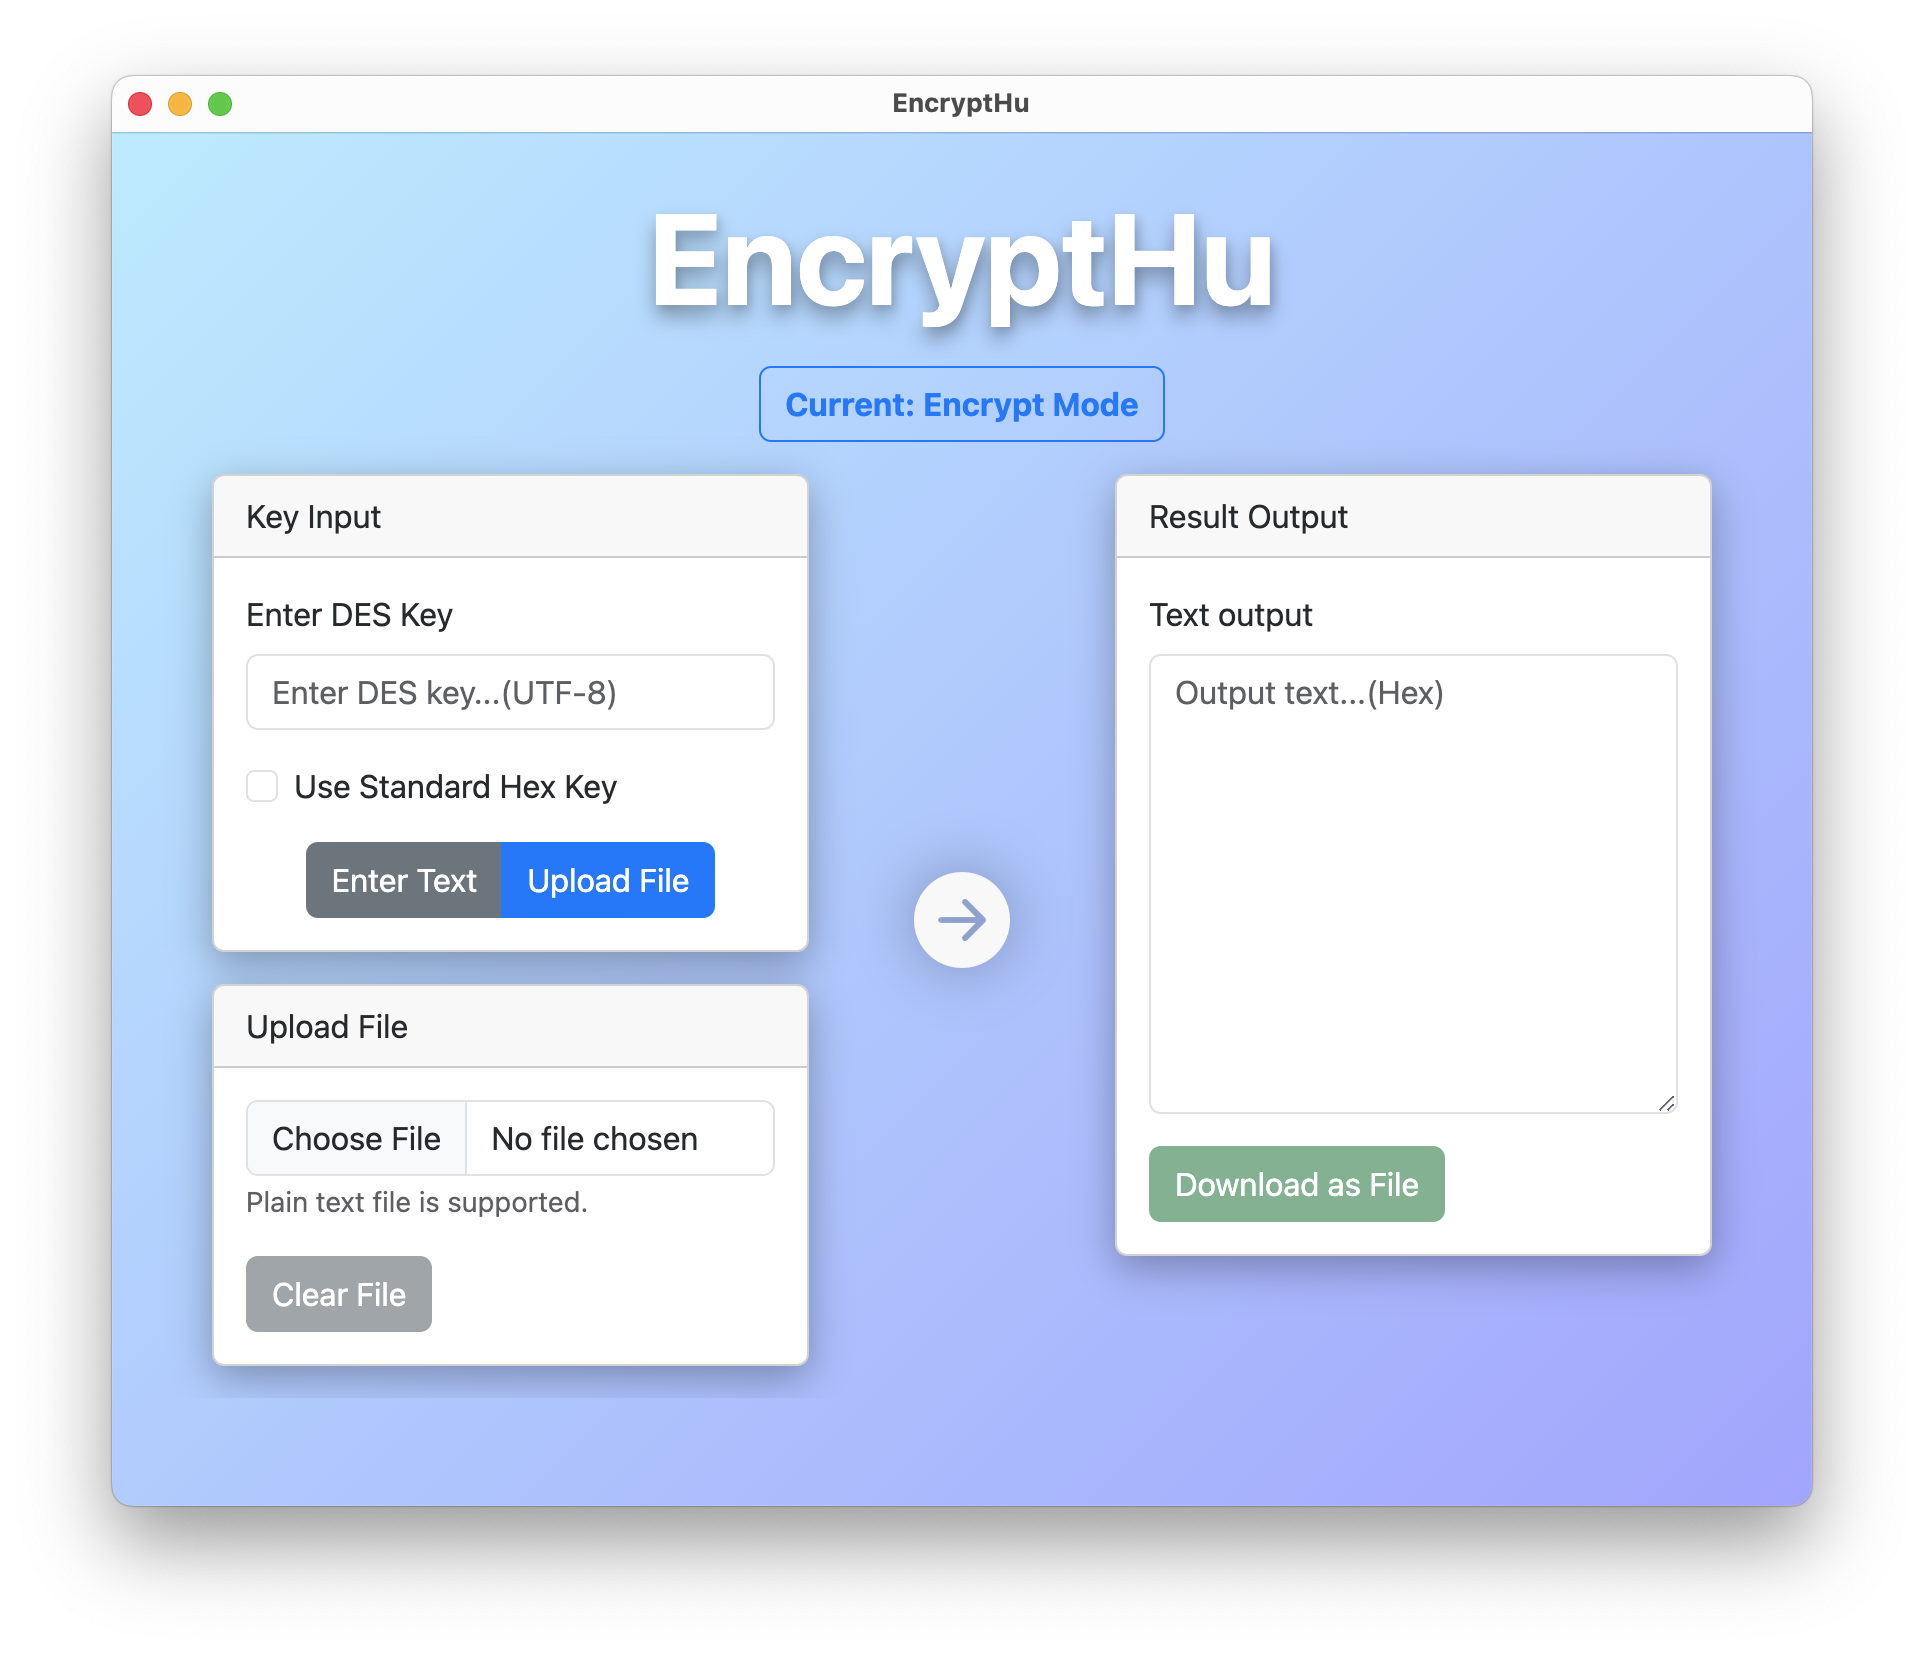 EncryptHu
EncryptHu
Current: Encrypt Mode
Key Input
Enter DES Key
Enter DES key...(UTF-8)
Use Standard Hex Key
Enter Text
Upload File
Upload File
Choose File
No file chosen
Plain text file is supported.
Clear File
Result Output
Text output
Output text...(Hex)
Download as File